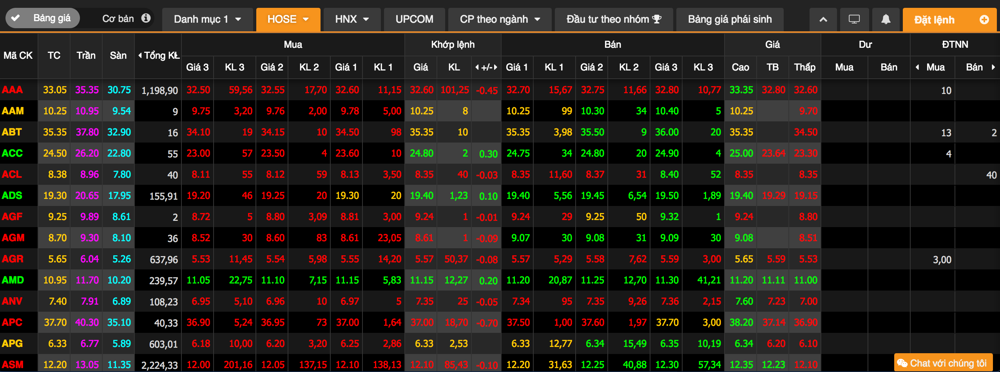 Bảng giá Cơ bản Danh mục 1 HOSE HNX UPCOM CP theo ngành Đầu tư theo nhóm Bảng giá phái sinh Đặt lệnh
Mã CK TC Trần Sàn Tổng KL Mua Khớp lệnh Bán Giá Dư ĐTNN
Giá 3 KL 3 Giá 2 KL 2 Giá 1 KL 1 Giá KL +/- Giá 1 KL 1 Giá 2 KL 2 Giá 3 KL 3 Cao TB Thấp Mua Bán Mua Bán
AAA 33.05 35.35 30.75 1,198,90 32.50 59,56 32.55 17,70 32.60 11,15 32.60 101,25 -0.45 32.70 15,67 32.75 11,66 32.80 10,77 33.35 32.80 32.60 10
AAM 10.25 10.95 9.54 9 9.75 3,20 9.76 2,00 9.78 5,00 10.25 8 10.25 99 10.30 34 10.40 5 10.25 9.70
ABT 35.35 37.80 32.90 16 34.10 19 34.15 10 34.50 98 35.35 10 35.35 3,98 35.50 9 36.00 20 35.35 34.50 13 2
ACC 24.50 26.20 22.80 55 23.00 57 23.50 4 23.60 10 24.80 2 0.30 24.75 34 24.80 20 24.90 4 25.00 23.64 23.30 4
ACL 8.38 8.96 7.80 40 8.11 55 8.12 59 8.13 3,50 8.35 40 -0.03 8.35 11,60 8.37 31 8.40 52 8.35 8.35 40
ADS 19.30 20.65 17.95 155,91 19.20 46 19.25 20 19.30 20 19.40 1,23 0.10 19.40 5,56 19.45 6,54 19.50 1,89 19.40 19.29 19.15
AGF 9.25 9.89 8.61 2 8.72 5 8.80 3,09 8.81 3,00 9.24 1 -0.01 9.24 29 9.25 50 9.32 1 9.24 8.80
AGM 8.70 9.30 8.10 36 8.52 30 8.60 83 8.61 23,05 8.61 1 -0.09 9.07 30 9.08 31 9.09 30 9.08 8.51
AGR 5.65 6.04 5.26 637,96 5.53 11,45 5.54 5,98 5.55 14,20 5.57 50,37 -0.08 5.57 5,29 5.58 7,62 5.59 3,00 5.65 5.59 5.53 3,00
AMD 10.95 11.70 10.20 239,57 11.05 22,75 11.10 7,15 11.15 5,83 11.15 12,27 0.20 11.20 20,87 11.25 12,70 11.30 41,21 11.20 11.11 11.00
ANV 7.40 7.91 6.89 108,23 6.95 5,10 6.96 10 6.97 5 7.35 25 -0.05 7.34 95 7.35 9,26 7.36 2,15 7.60 7.23 7.00
APC 37.70 40.30 35.10 40,33 36.90 5,24 36.95 73 37.00 1,64 37.00 18,70 -0.70 37.50 1,00 37.60 1,97 37.70 3,00 38.20 37.14 36.90
APG 6.33 6.77 5.89 603,01 6.18 10,00 6.20 3,20 6.25 2,86 6.33 2,53 6.33 12,77 6.34 15,49 6.35 10,19 6.34 6.20 6.10
ASM 12.20 13.05 11.35 2,224,33 12.00 201,16 12.05 137,15 12.10 138,13 12.10 85,43 -0.10 12.20 31,63 12.25 40,88 12.30 57,34 12.35 12.23 12.10
Chat với chúng tôi